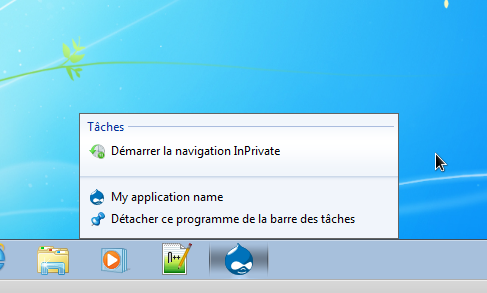 Tâches
Démarrer la navigation InPrivate
My application name
Détacher ce programme de la barre des tâches
n++